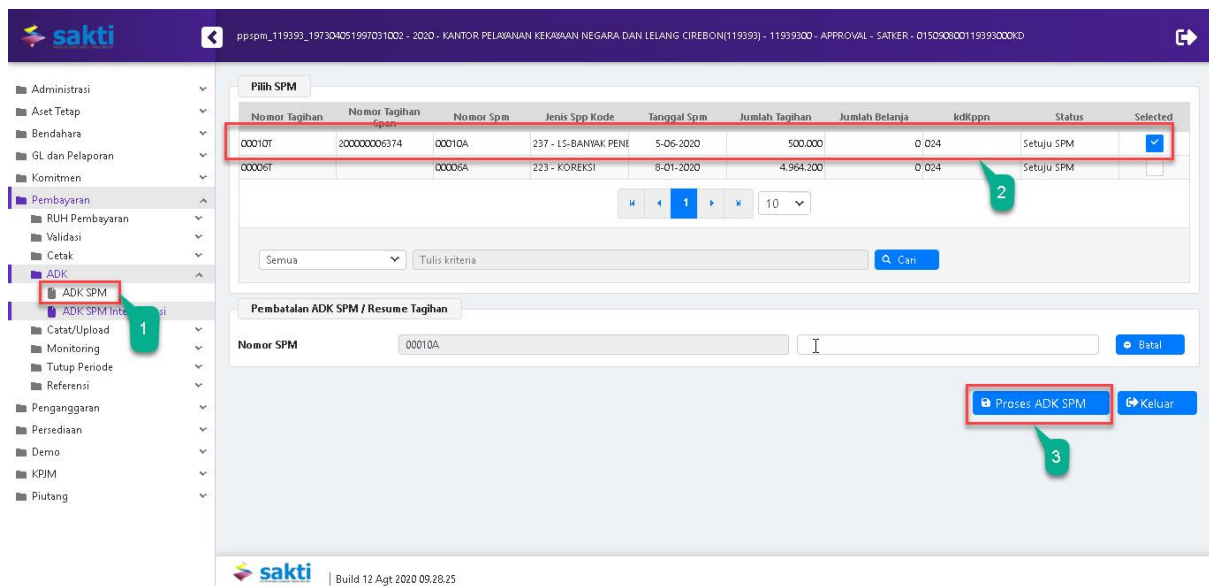 sakti
ppspm_119393_197304051997031002 - 2020 - KANTOR PELAYANAN KEKAYAAN NEGARA DAN LELANG CIREBON(119393) - 11939300 - APPROVAL - SATKER - 015090800119393000KD
Administrasi
Aset Tetap
Bendahara
GL dan Pelaporan
Komitmen
Pembayaran
RUH Pembayaran
Validasi
Cetak
ADK
ADK SPM
ADK SPM
1
Catat/Upload
Monitoring
Tutup Periode
Referensi
Penganggaran
Persediaan
Demo
KPJM
Piutang
Pilih SPM
Nomor Tagihan Nomor Tagihan Span Nomor Spm Jenis Spp Kode Tanggal Spm Jumlah Tagihan Jumlah Belanja kdKppn Status Selected
00010T 200000006374 00010A 237 - LS-BANYAK PENE 5-06-2020 500.000 0 024 Setuju SPM
00006T 00006A 223 - KOREKSI 8-01-2020 4.964.200 0 024 Setuju SPM
2
1 10
Semua Tulis kriteria Cari
Pembatalan ADK SPM / Resume Tagihan
Nomor SPM 00010A Batal
Proses ADK SPM Keluar
3
sakti | Build 12 Agt 2020 09.28.25